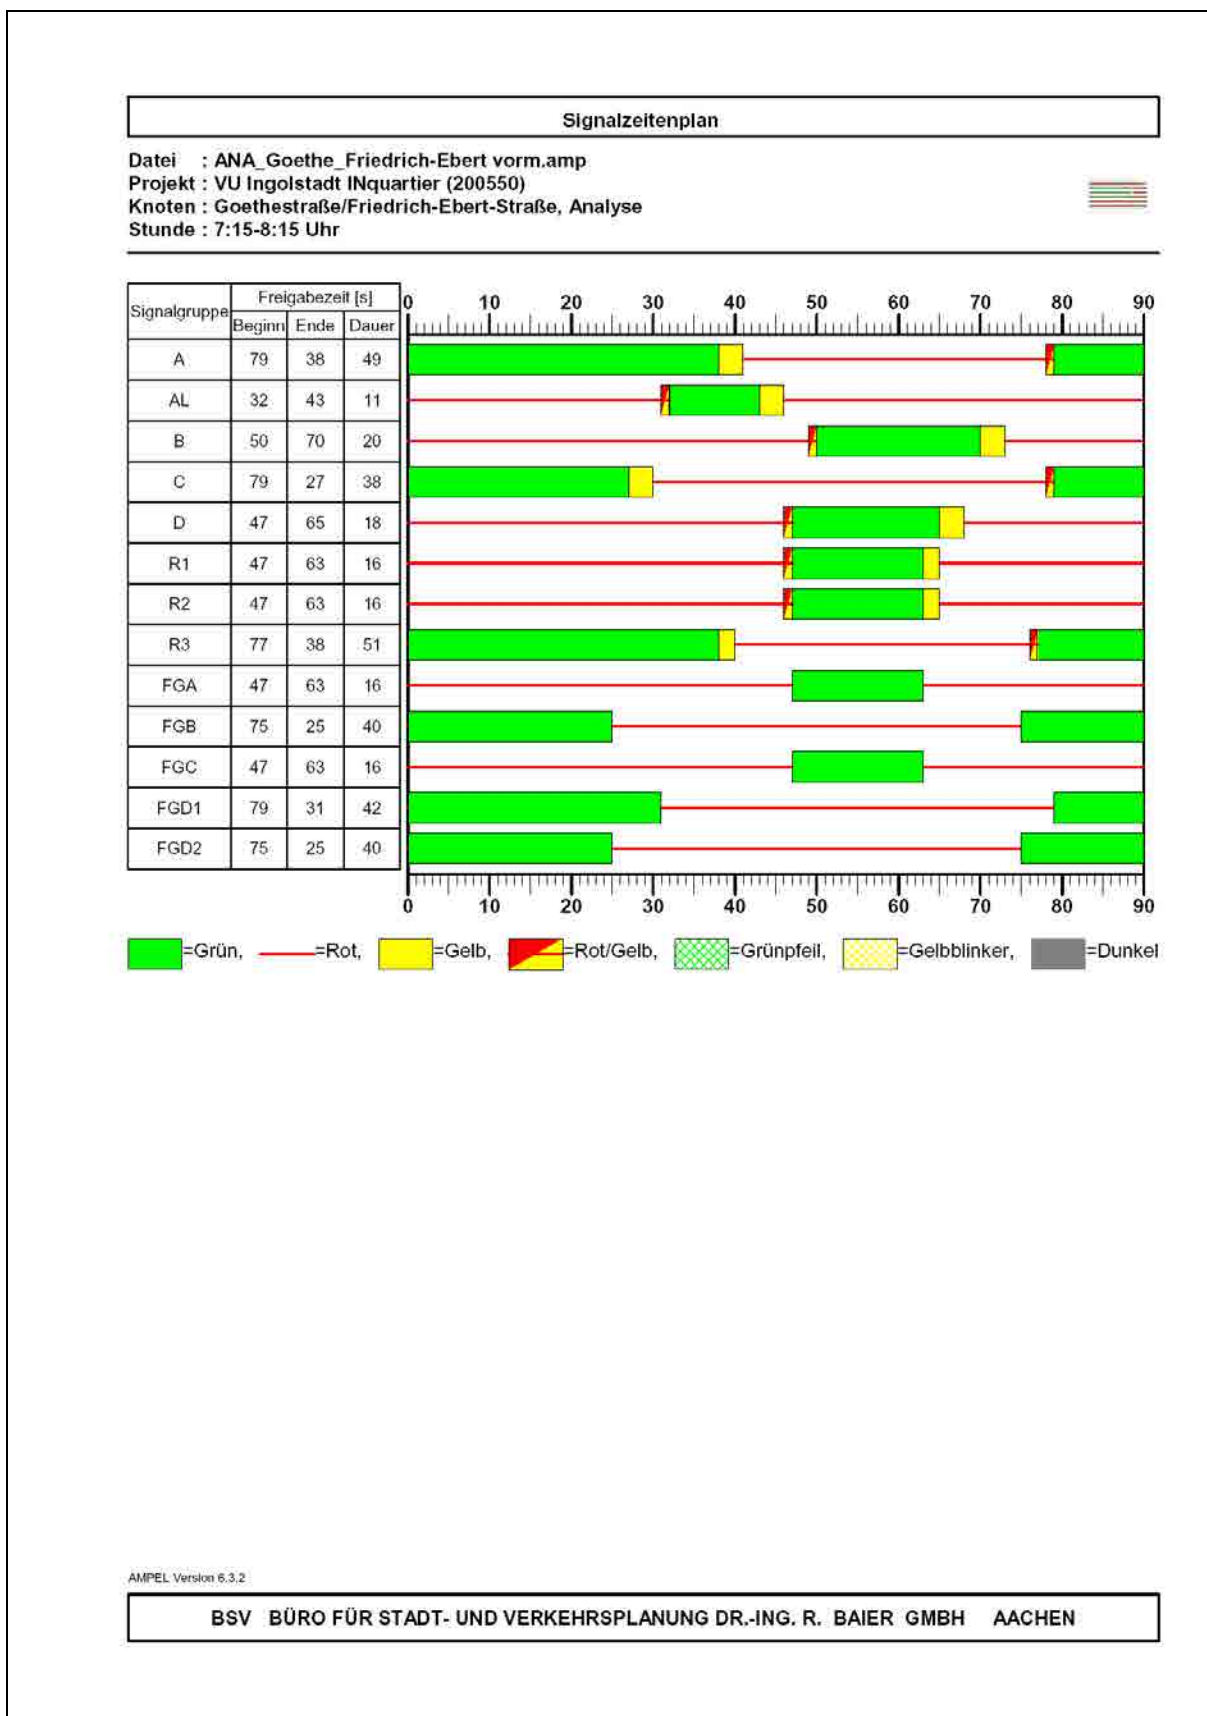 Signalzeitenplan
Datei : ANA_Goethe_Friedrich-Ebert vorm.amp
Projekt : VU Ingolstadt INquartier (200550)
Knoten : Goethestraße/Friedrich-Ebert-Straße, Analyse
Stunde : 7:15-8:15 Uhr
Signalgruppe Freigabezeit [s]
Beginn Ende Dauer
0 10 20 30 40 50 60 70 80 90
A 79 38 49
AL 32 43 11
B 50 70 20
C 79 27 38
D 47 65 18
R1 47 63 16
R2 47 63 16
R3 77 38 51
FGA 47 63 16
FGB 75 25 40
FGC 47 63 16
FGD1 79 31 42
FGD2 75 25 40
0 10 20 30 40 50 60 70 80 90
=Grün, =Rot, =Gelb, =Rot/Gelb, =Grünpfeil, =Gelbblinker, =Dunkel
AMPEL Version 6.3.2
BSV BÜRO FÜR STADT- UND VERKEHRSPLANUNG DR.-ING. R. BAIER GMBH AACHEN